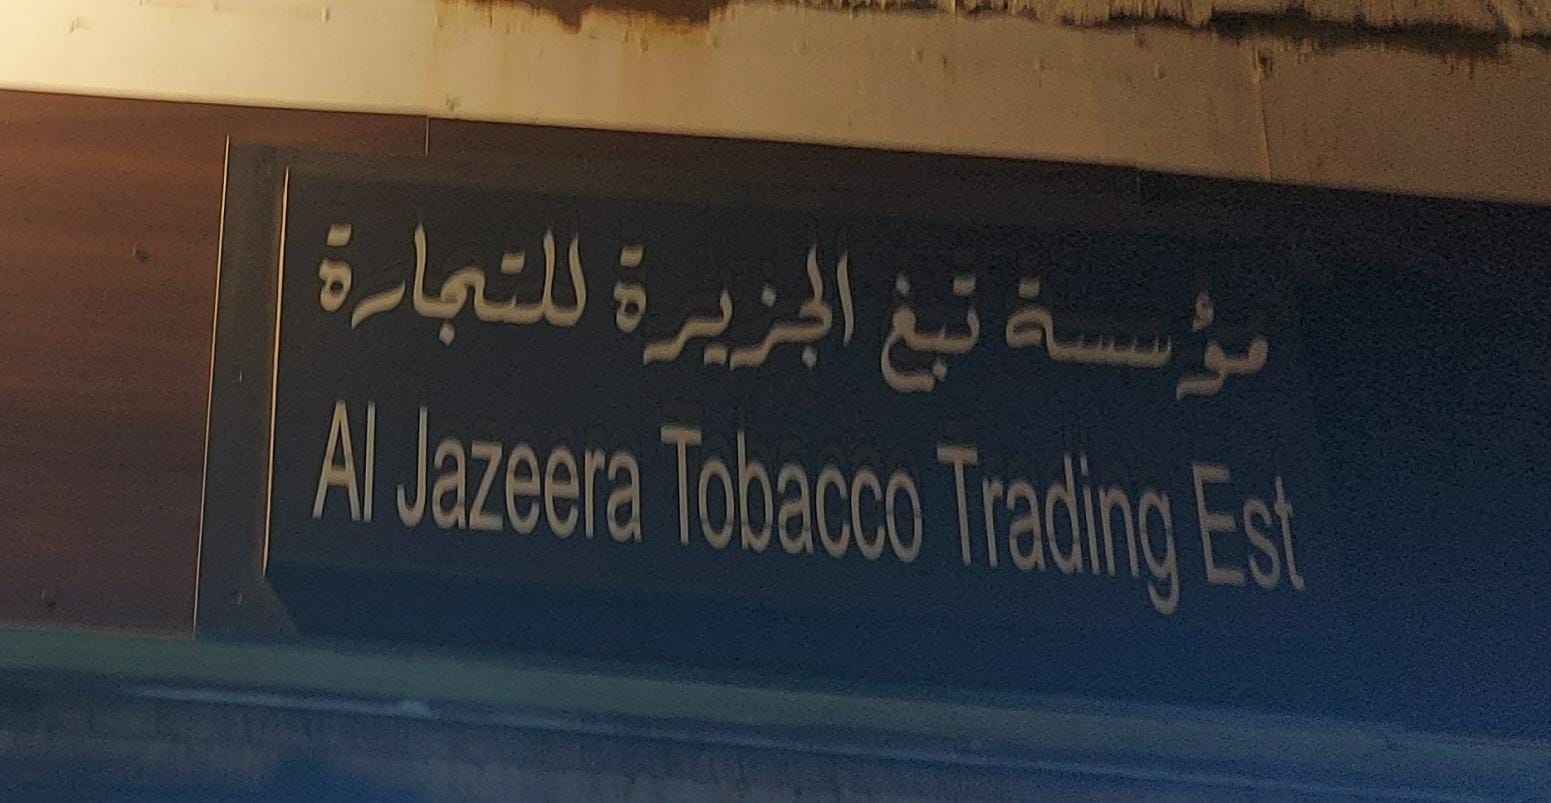 مؤسسة تبغ الجزيرة للتجارة
Al Jazeera Tobacco Trading Est